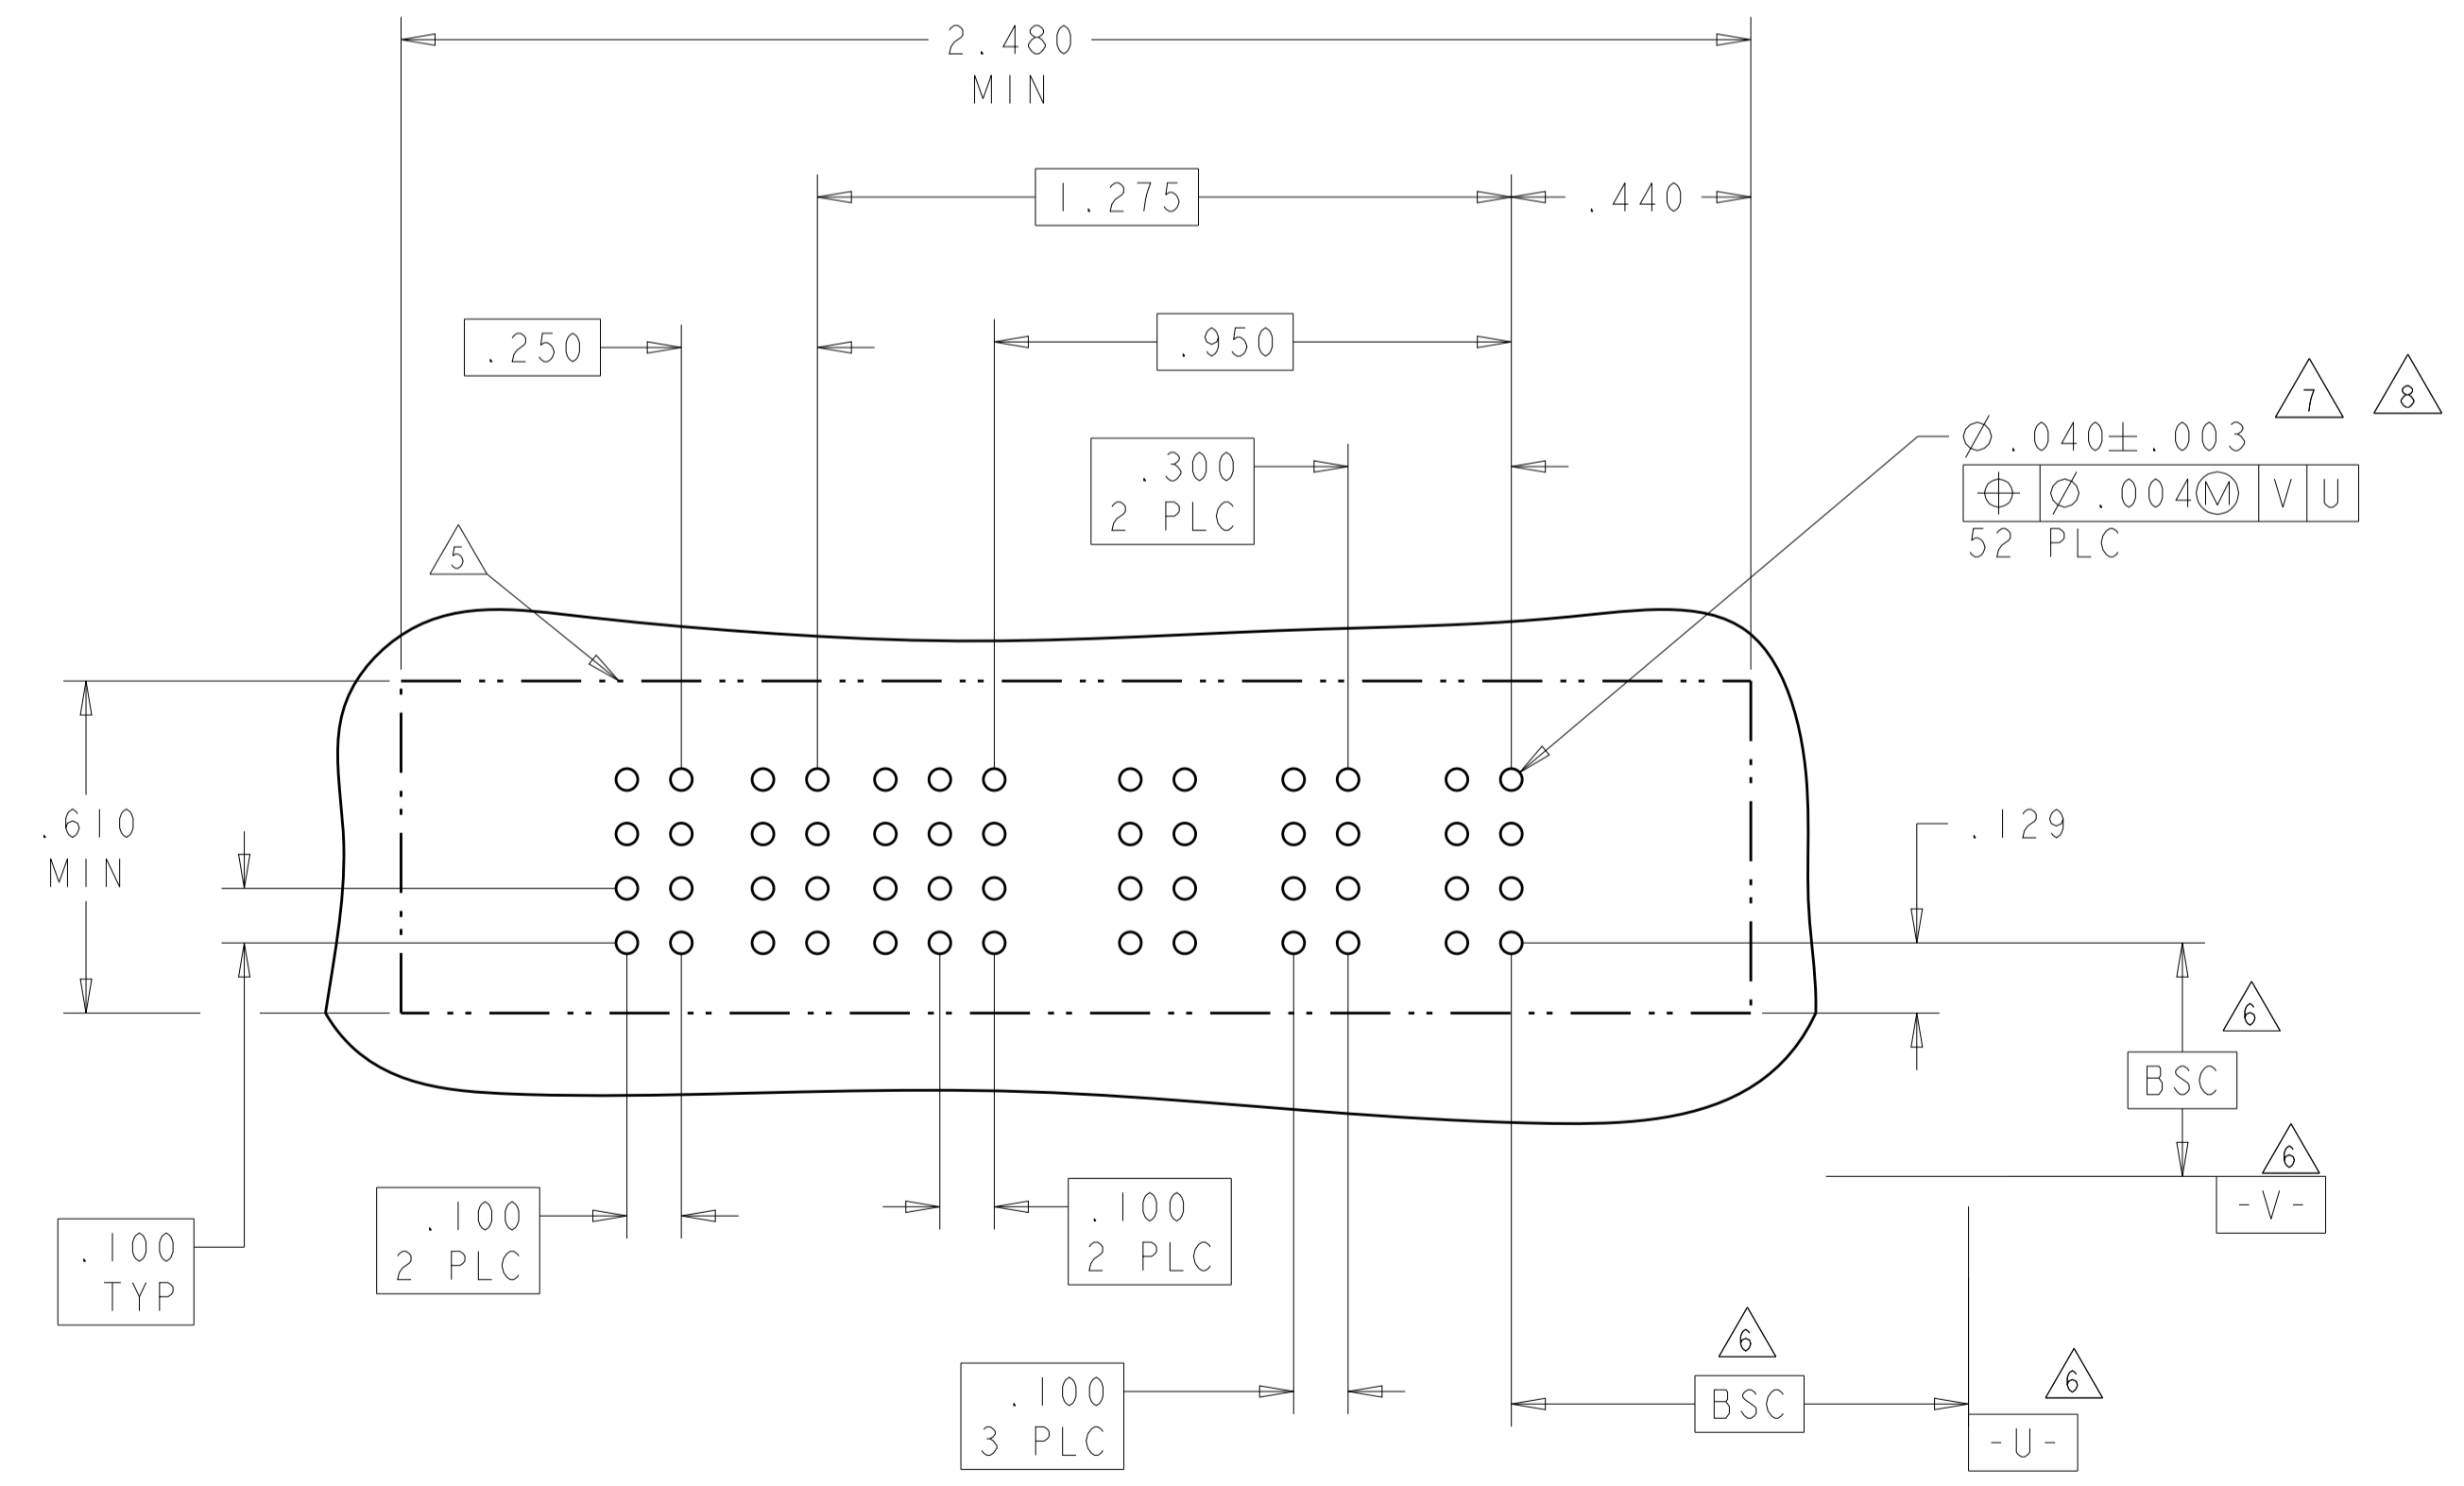 2.480
MIN
1.275
.440
.250
.950
.300
2 PLC
7
8
⌀.040±.003
⌖ ⌀.004Ⓜ V U
52 PLC
5
.610
MIN
.129
6
BSC
6
-V-
.100
TYP
.100
2 PLC
.100
2 PLC
.100
3 PLC
6
BSC
6
-U-